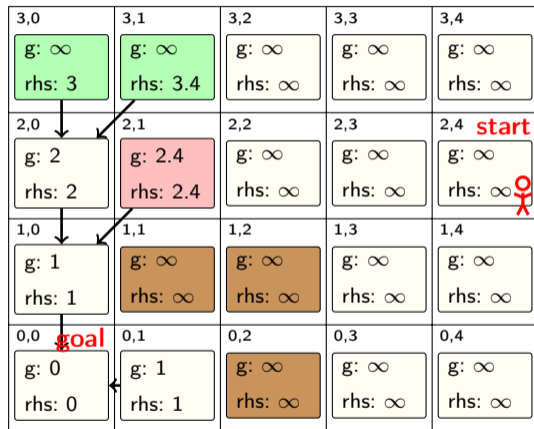 3,0 3,1 3,2 3,3 3,4
g: ∞ g: ∞ g: ∞ g: ∞ g: ∞
rhs: 3 rhs: 3.4 rhs: ∞ rhs: ∞ rhs: ∞
2,0 2,1 2,2 2,3 2,4 start
g: 2 g: 2.4 g: ∞ g: ∞ g: ∞
rhs: 2 rhs: 2.4 rhs: ∞ rhs: ∞ rhs: ∞
1,0 1,1 1,2 1,3 1,4
g: 1 g: ∞ g: ∞ g: ∞ g: ∞
rhs: 1 rhs: ∞ rhs: ∞ rhs: ∞ rhs: ∞
0,0 goal 0,1 0,2 0,3 0,4
g: 0 g: 1 g: ∞ g: ∞ g: ∞
rhs: 0 rhs: 1 rhs: ∞ rhs: ∞ rhs: ∞